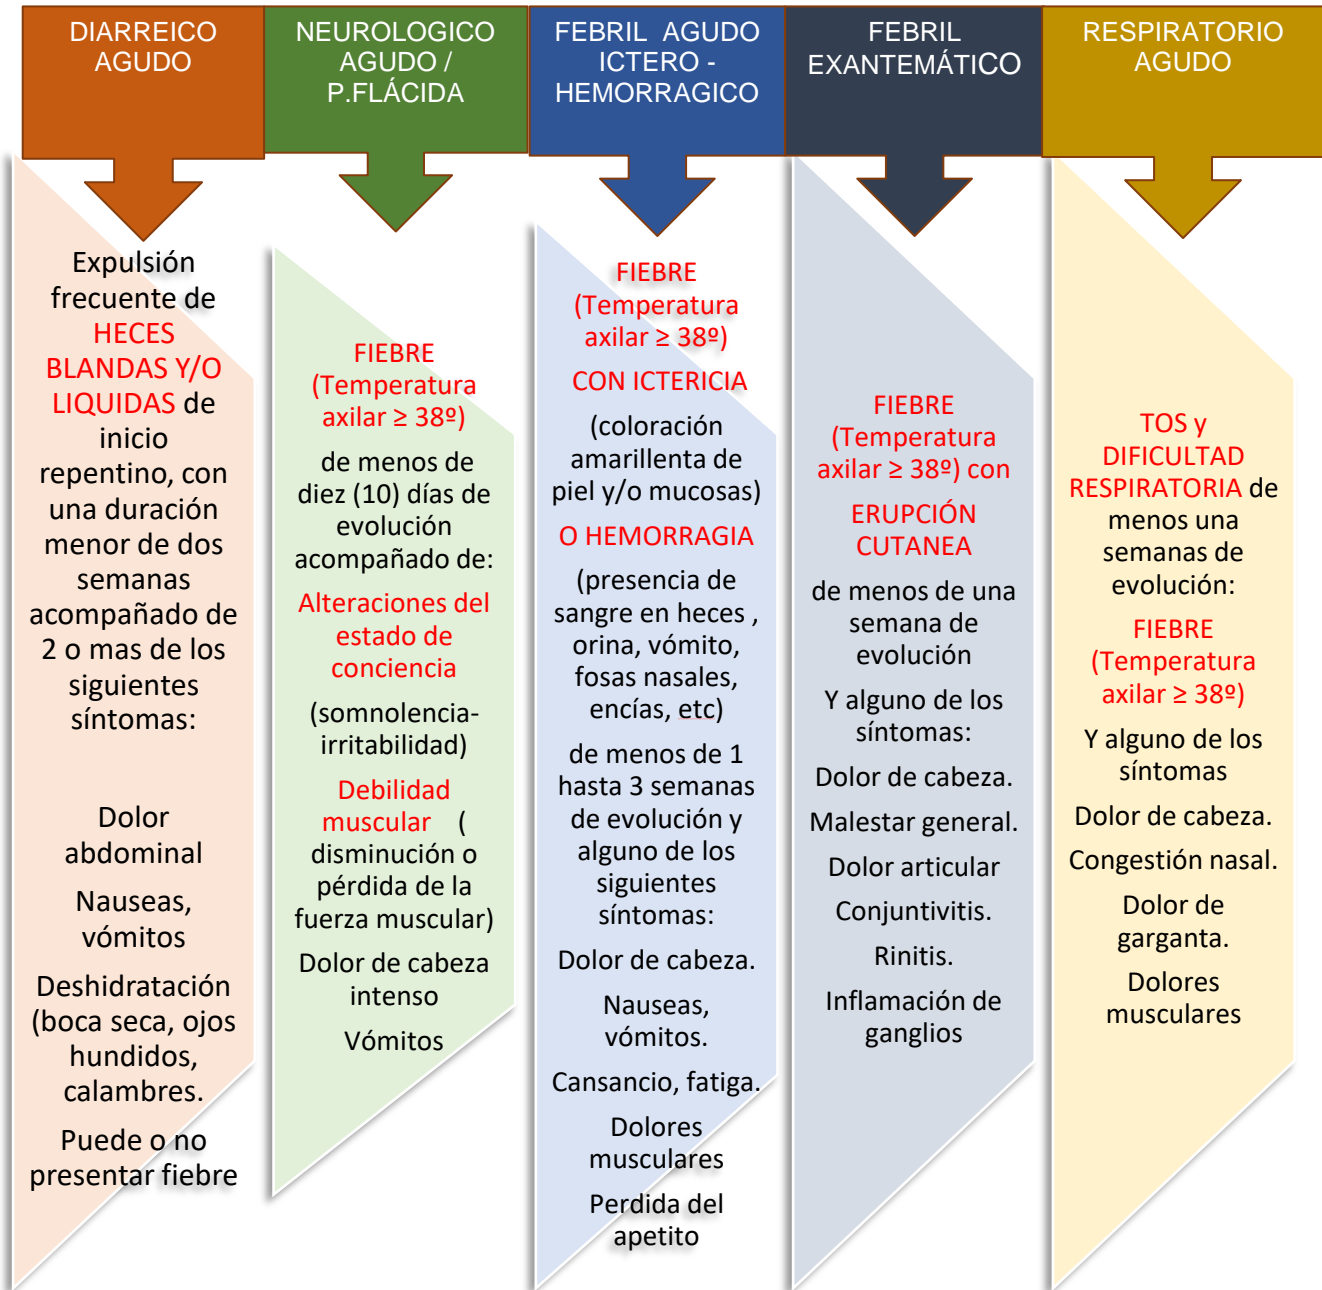 DIARREICO
AGUDO
NEUROLOGICO
AGUDO /
P.FLÁCIDA
FEBRIL AGUDO
ICTERO -
HEMORRAGICO
FEBRIL
EXANTEMÁTICO
RESPIRATORIO
AGUDO
Expulsión
frecuente de
HECES
BLANDAS Y/O
LIQUIDAS de
inicio
repentino, con
una duración
menor de dos
semanas
acompañado de
2 o mas de los
siguientes
síntomas:
Dolor
abdominal
Nauseas,
vómitos
Deshidratación
(boca seca, ojos
hundidos,
calambres.
Puede o no
presentar fiebre
FIEBRE
(Temperatura
axilar ≥ 38º)
de menos de
diez (10) días de
evolución
acompañado de:
Alteraciones del
estado de
conciencia
(somnolencia-
irritabilidad)
Debilidad
muscular (
disminución o
pérdida de la
fuerza muscular)
Dolor de cabeza
intenso
Vómitos
FIEBRE
(Temperatura
axilar ≥ 38º)
CON ICTERICIA
(coloración
amarillenta de
piel y/o mucosas)
O HEMORRAGIA
(presencia de
sangre en heces ,
orina, vómito,
fosas nasales,
encías, etc)
de menos de 1
hasta 3 semanas
de evolución y
alguno de los
siguientes
síntomas:
Dolor de cabeza.
Nauseas,
vómitos.
Cansancio, fatiga.
Dolores
musculares
Perdida del
apetito
FIEBRE
(Temperatura
axilar ≥ 38º) con
ERUPCIÓN
CUTANEA
de menos de una
semana de
evolución
Y alguno de los
síntomas:
Dolor de cabeza.
Malestar general.
Dolor articular
Conjuntivitis.
Rinitis.
Inflamación de
ganglios
TOS y
DIFICULTAD
RESPIRATORIA de
menos una
semanas de
evolución:
FIEBRE
(Temperatura
axilar ≥ 38º)
Y alguno de los
síntomas
Dolor de cabeza.
Congestión nasal.
Dolor de
garganta.
Dolores
musculares